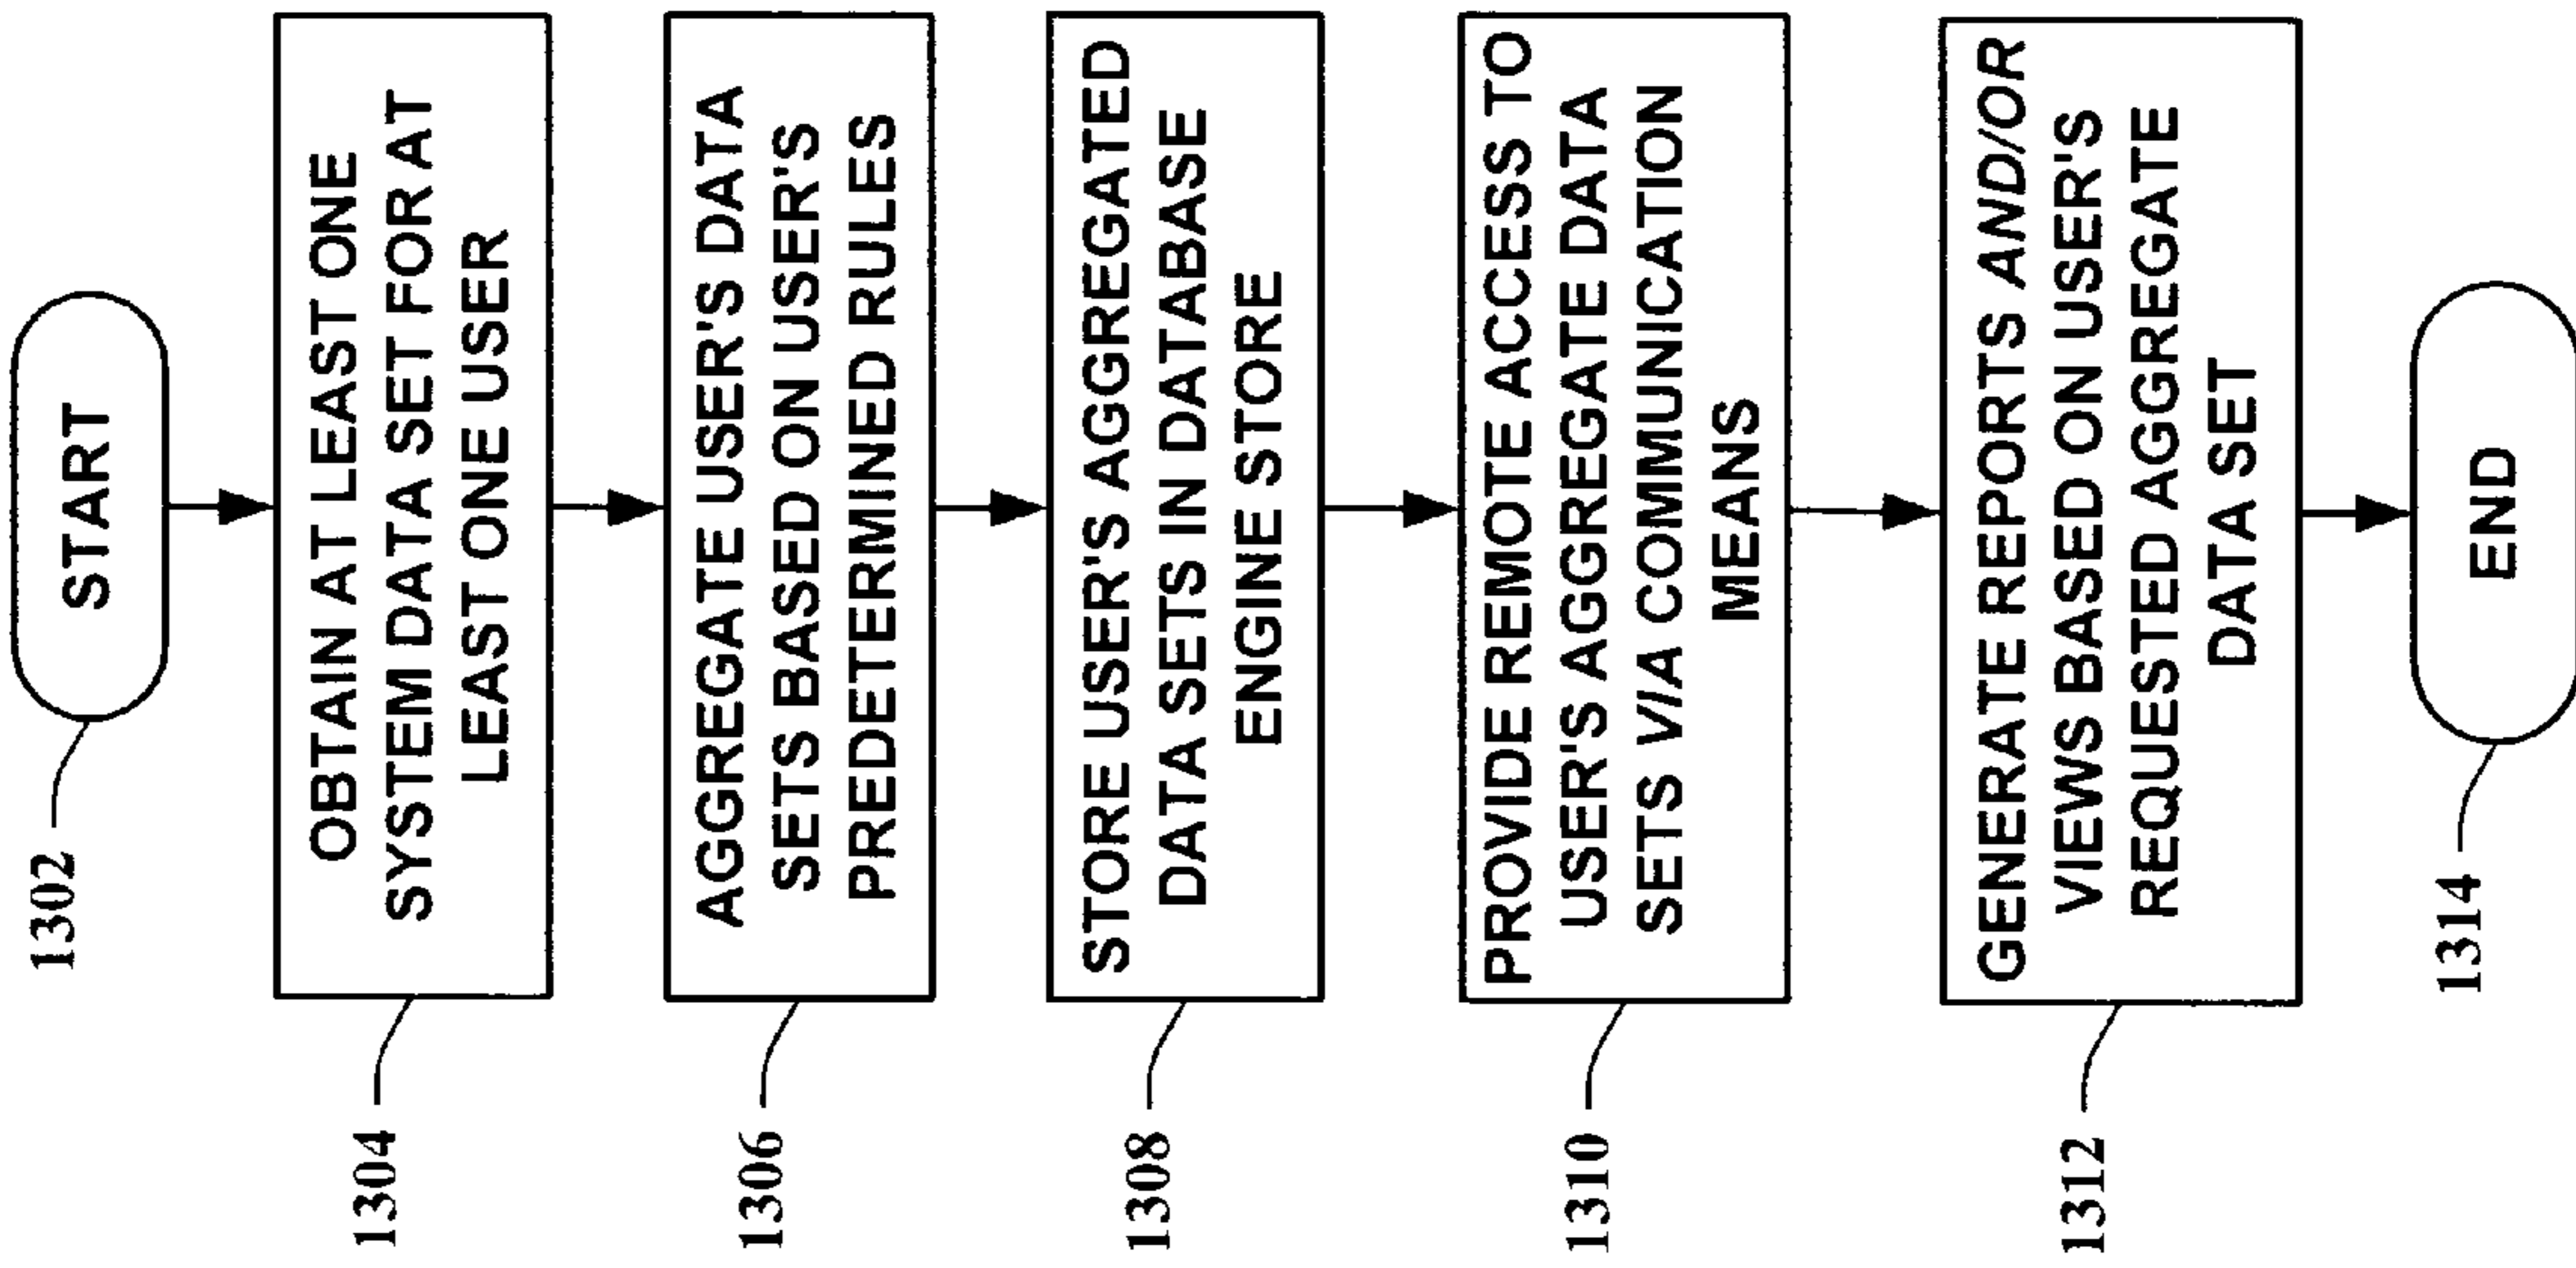 START
1302
OBTAIN AT LEAST ONE
SYSTEM DATA SET FOR AT
LEAST ONE USER
1304
AGGREGATE USER'S DATA
SETS BASED ON USER'S
PREDETERMINED RULES
1306
STORE USER'S AGGREGATED
DATA SETS IN DATABASE
ENGINE STORE
1308
PROVIDE REMOTE ACCESS TO
USER'S AGGREGATE DATA
SETS VIA COMMUNICATION
MEANS
1310
GENERATE REPORTS AND/OR
VIEWS BASED ON USER'S
REQUESTED AGGREGATE
DATA SET
1312
END
1314